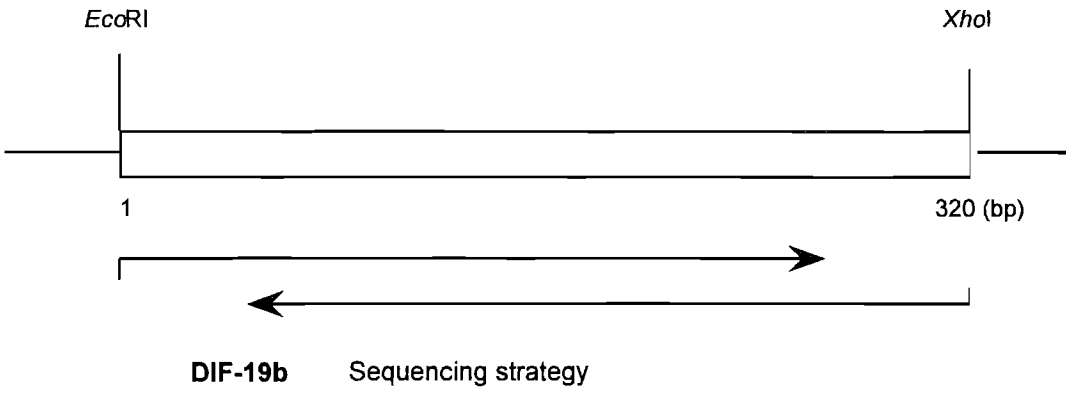 EcoRI XhoI
1 320 (bp)
DIF-19b Sequencing strategy